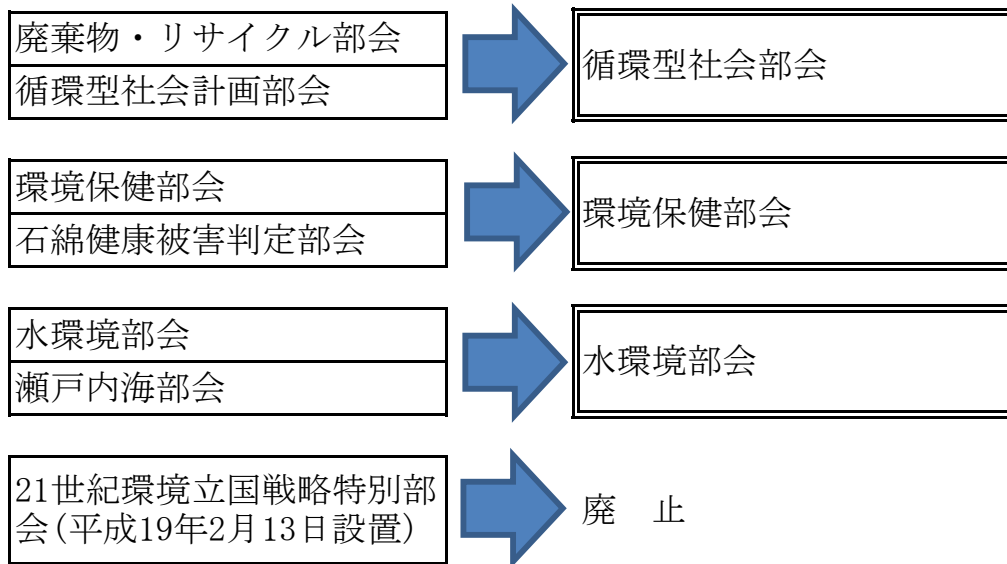 廃棄物・リサイクル部会
循環型社会計画部会
循環型社会部会
環境保健部会
石綿健康被害判定部会
環境保健部会
水環境部会
瀬戸内海部会
水環境部会
21世紀環境立国戦略特別部
会(平成19年2月13日設置)
廃　止